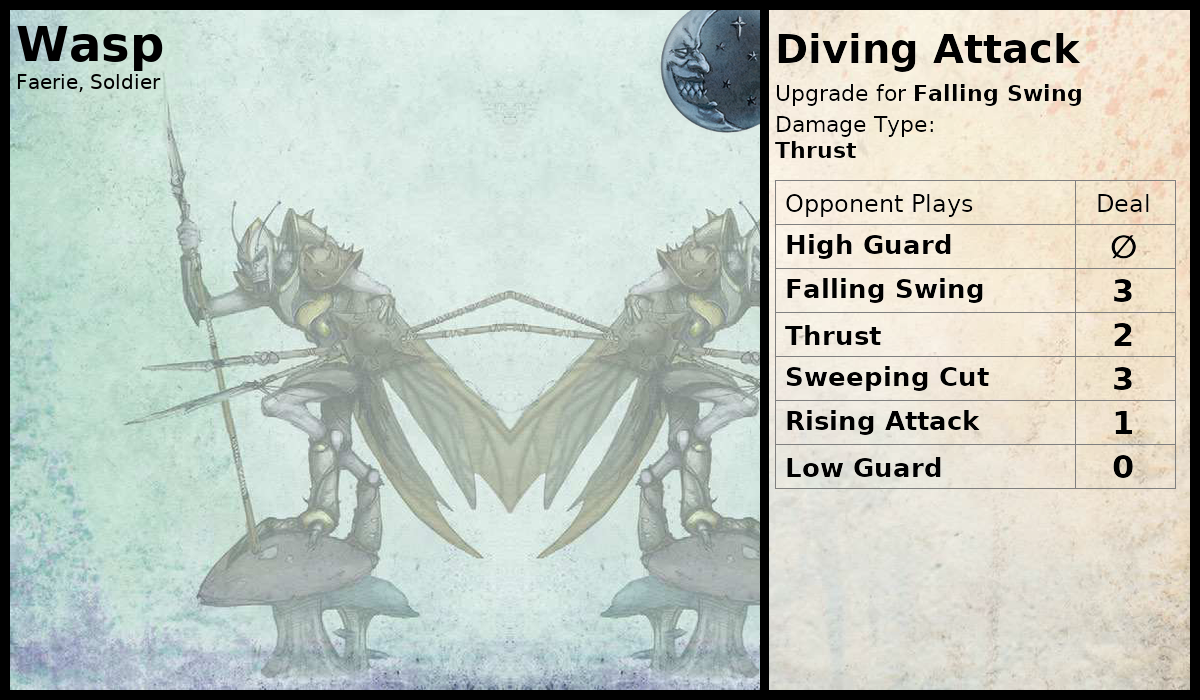 Wasp
Faerie, Soldier
Diving Attack
Upgrade for Falling Swing
Damage Type:
Thrust
Opponent Plays Deal
High Guard ∅
Falling Swing 3
Thrust 2
Sweeping Cut 3
Rising Attack 1
Low Guard 0